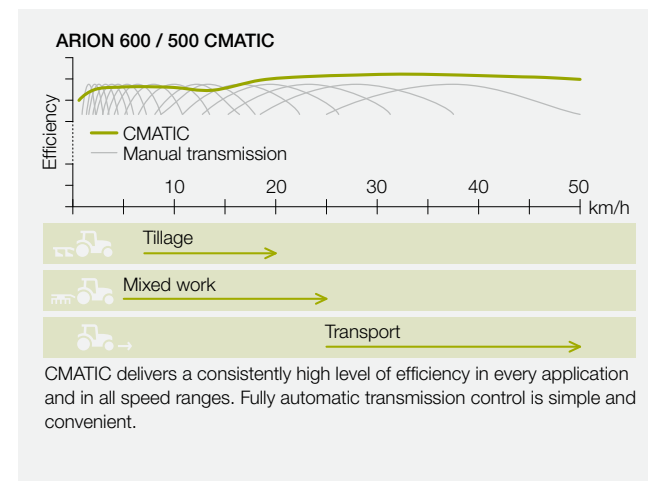 ARION 600 / 500 CMATIC
Efficiency
CMATIC
Manual transmission
10 20 30 40 50
km/h
Tillage
Mixed work
Transport
CMATIC delivers a consistently high level of efficiency in every application
and in all speed ranges. Fully automatic transmission control is simple and
convenient.